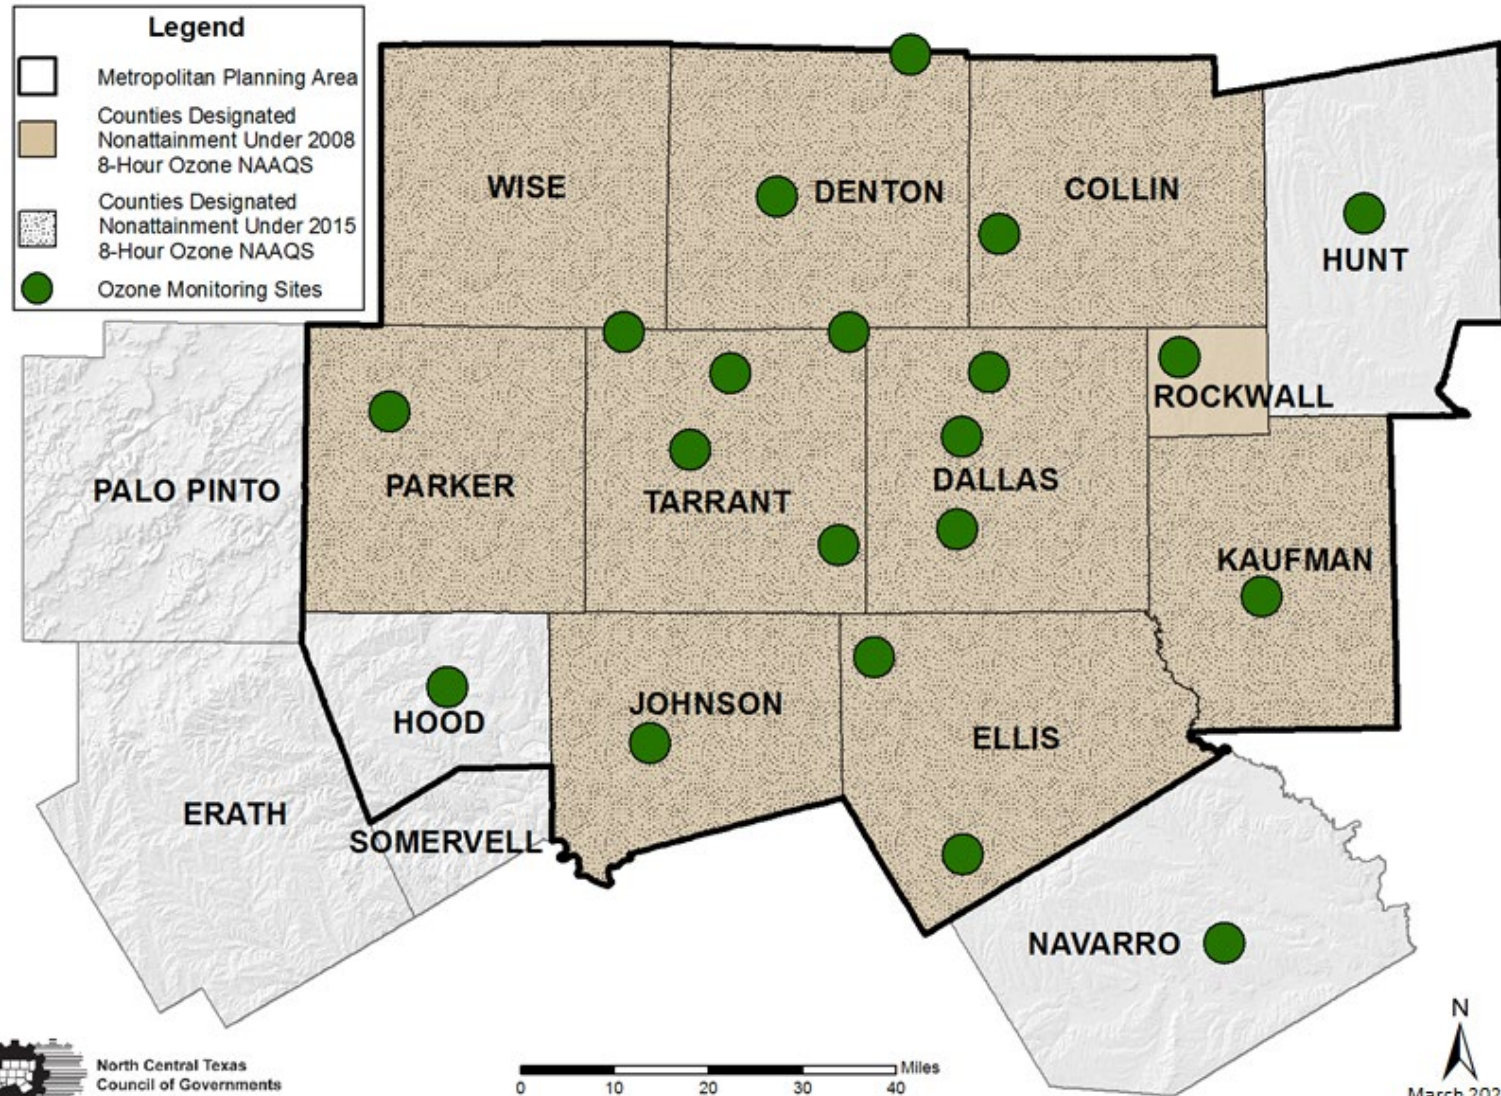 Legend
Metropolitan Planning Area
Counties Designated
Nonattainment Under 2008
8-Hour Ozone NAAQS
Counties Designated
Nonattainment Under 2015
8-Hour Ozone NAAQS
Ozone Monitoring Sites
WISE
DENTON
COLLIN
HUNT
PALO PINTO
PARKER
TARRANT
DALLAS
ROCKWALL
KAUFMAN
HOOD
JOHNSON
ELLIS
ERATH
SOMERVELL
NAVARRO
N
North Central Texas
Council of Governments
Miles
0 10 20 30 40
March 202